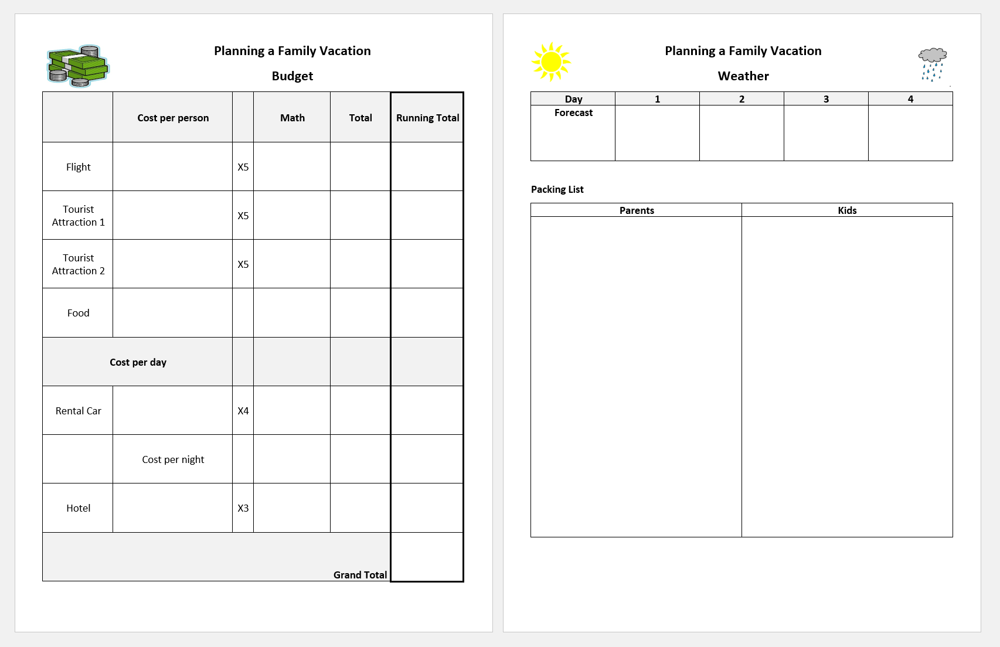 Planning a Family Vacation
Budget
Cost per person Math Total Running Total
Flight X5
Tourist
Attraction 1 X5
Tourist
Attraction 2 X5
Food
Cost per day
Rental Car X4
Cost per night
Hotel X3
Grand Total
Planning a Family Vacation
Weather
Day 1 2 3 4
Forecast
Packing List
Parents Kids